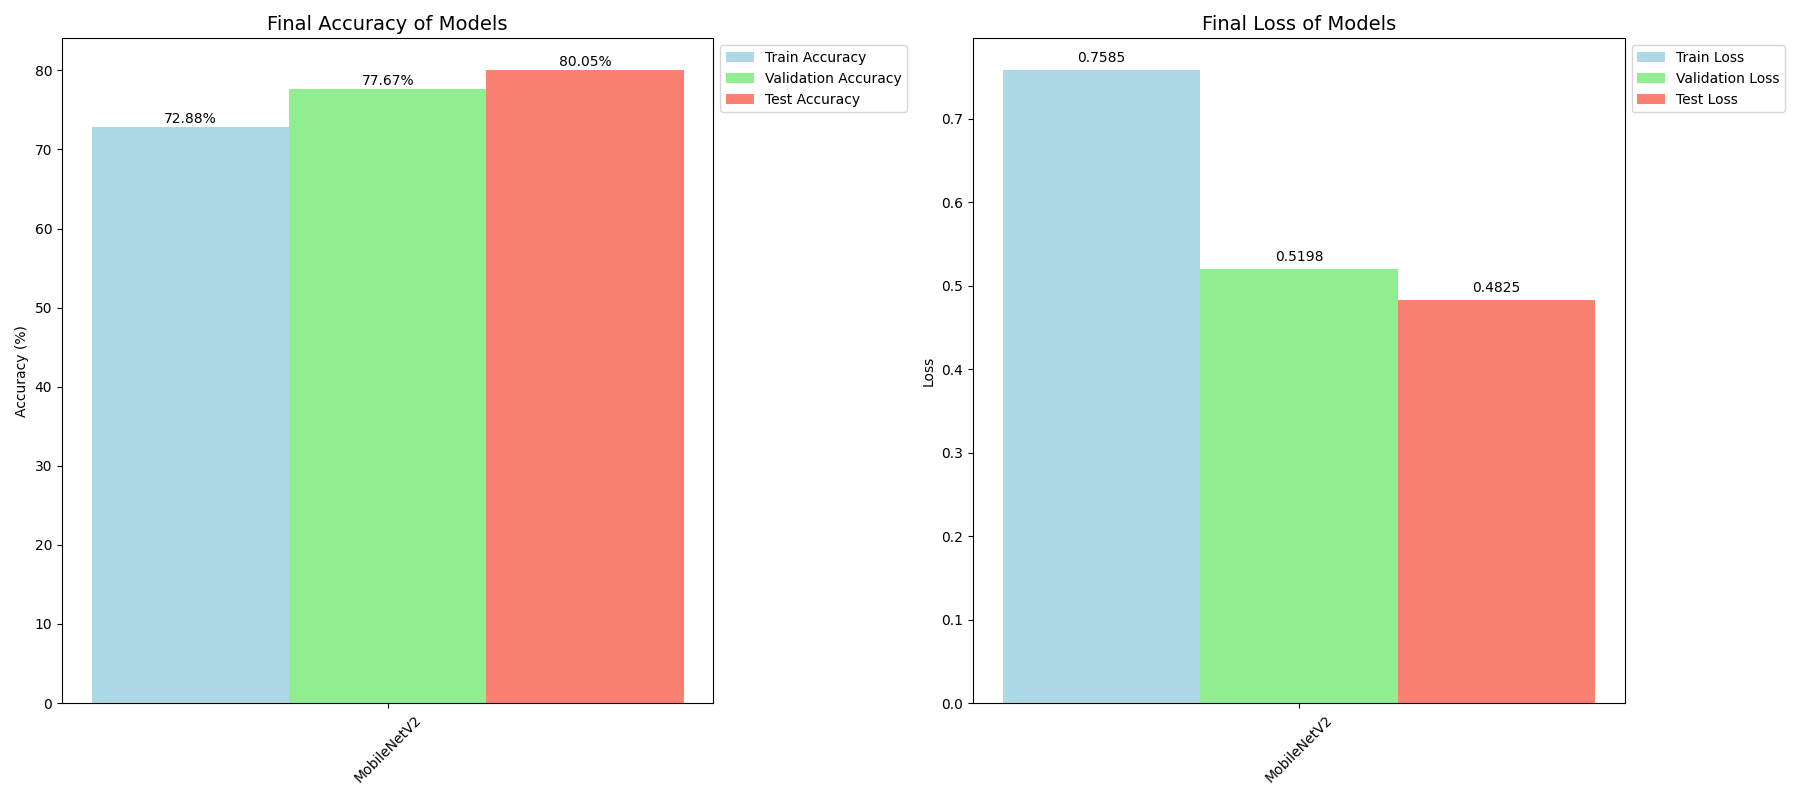 Final Accuracy of Models
Accuracy (%)
80
70
60
50
40
30
20
10
0
72.88%
77.67%
80.05%
MobileNetV2
Train Accuracy
Validation Accuracy
Test Accuracy
Final Loss of Models
Loss
0.7
0.6
0.5
0.4
0.3
0.2
0.1
0.0
0.7585
0.5198
0.4825
MobileNetV2
Train Loss
Validation Loss
Test Loss